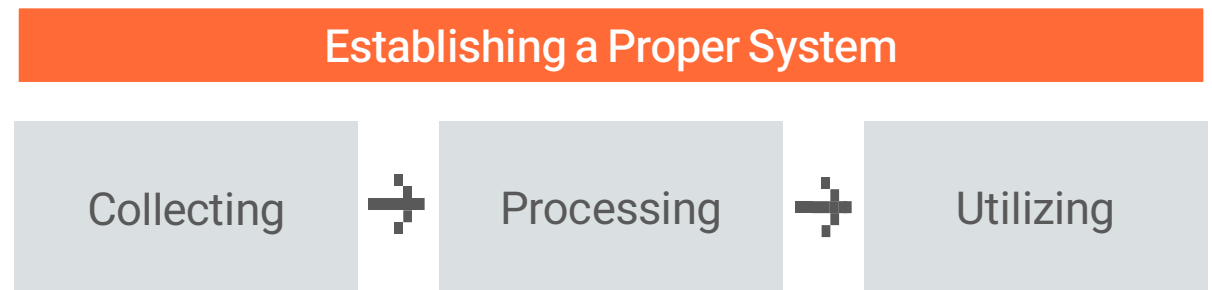 Establishing a Proper System
Collecting
Processing
Utilizing